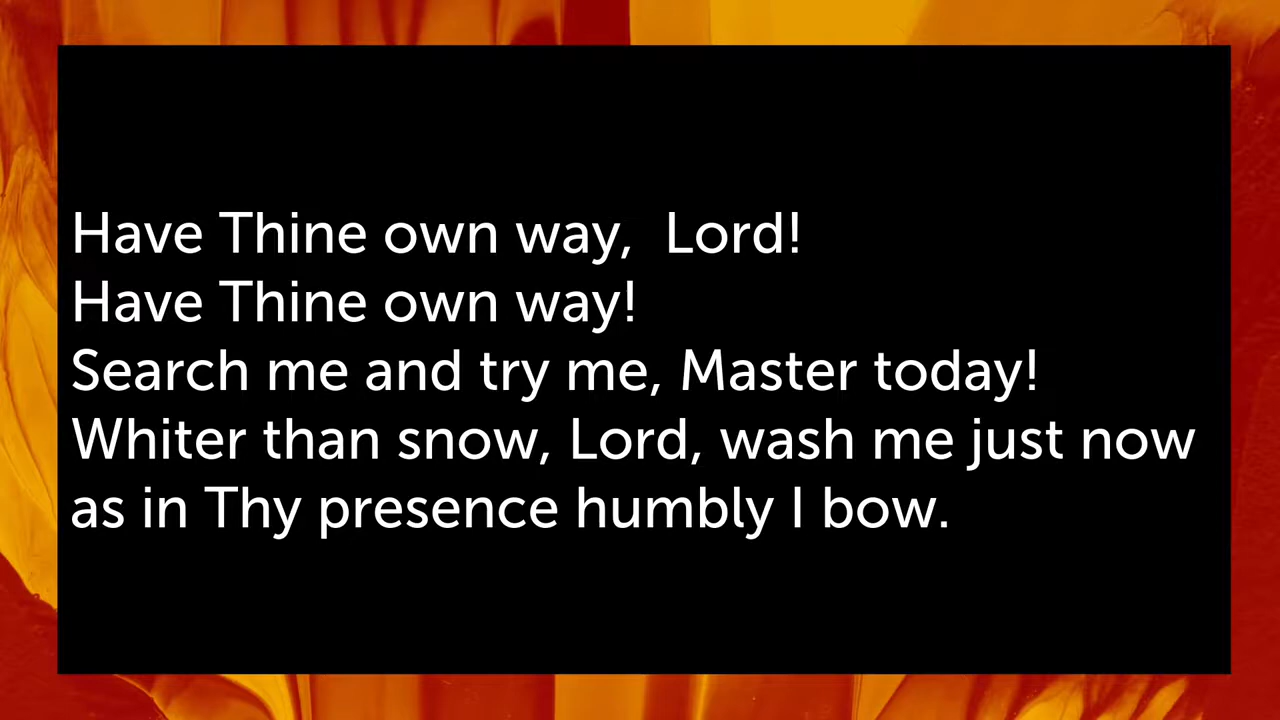 Have Thine own way,  Lord!
Have Thine own way!
Search me and try me, Master today!
Whiter than snow, Lord, wash me just now
as in Thy presence humbly I bow.